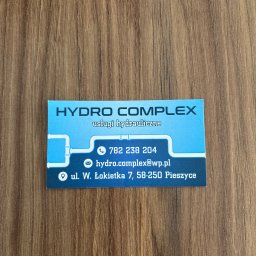 HYDRO COMPLEX
usługi hydrauliczne
782 238 204
hydro.complex@wp.pl
ul. W. Łokietka 7, 58-250 Pieszyce